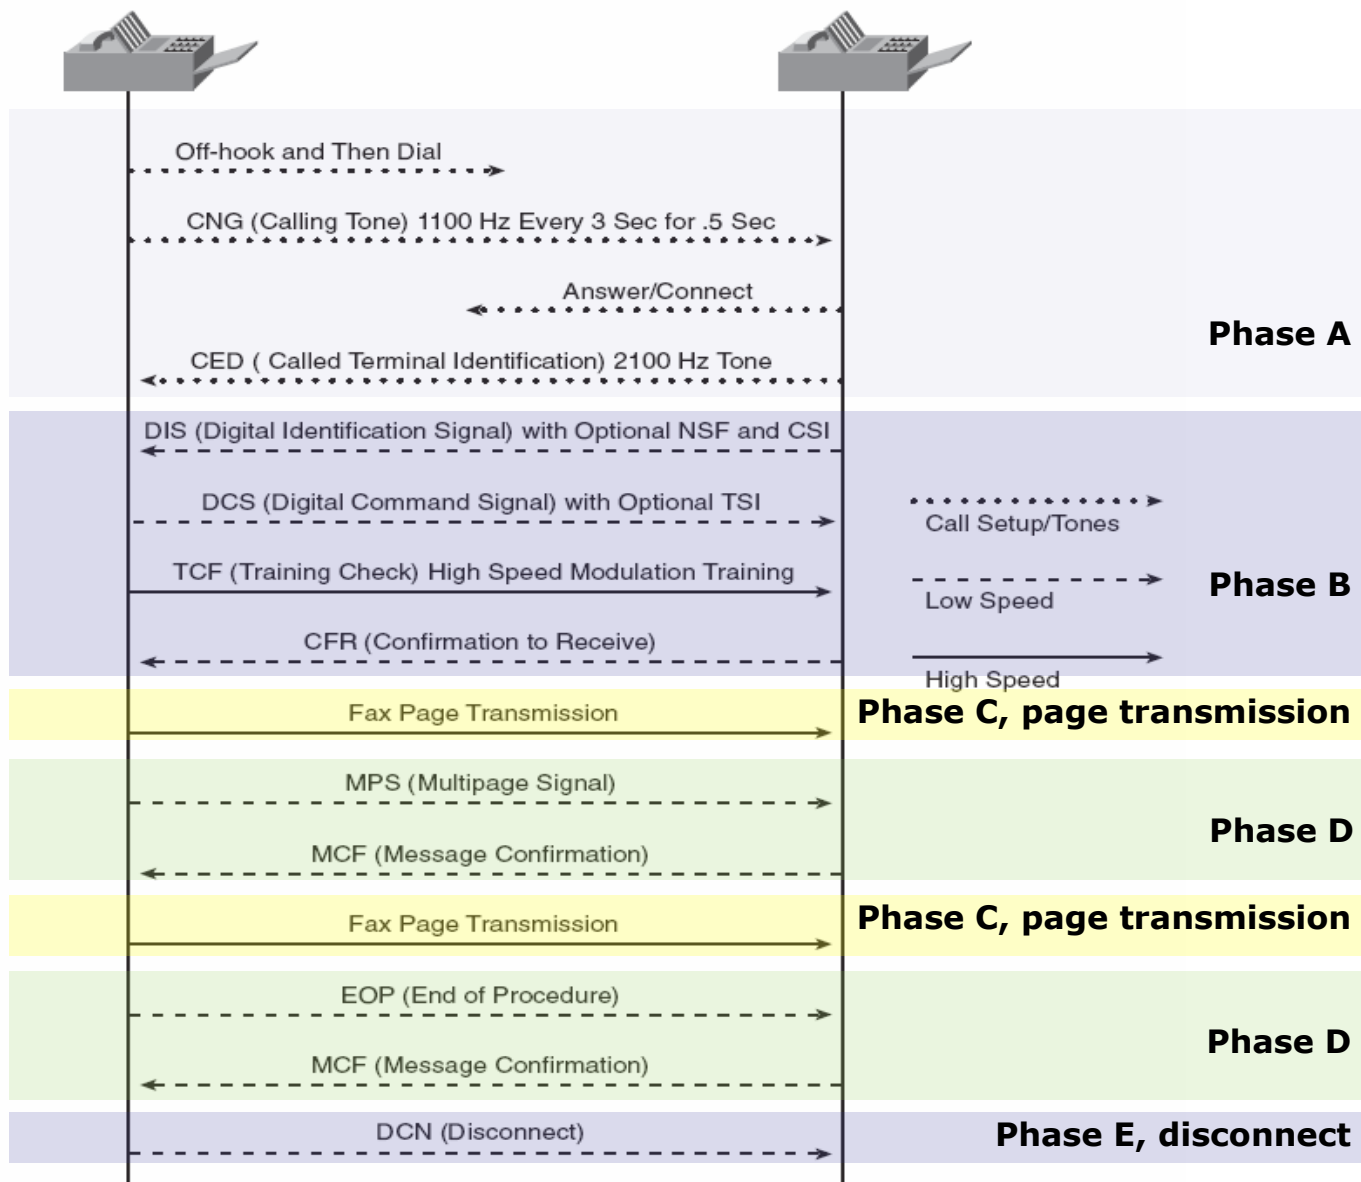 Off-hook and Then Dial
CNG (Calling Tone) 1100 Hz Every 3 Sec for .5 Sec
Answer/Connect
Phase A
CED ( Called Terminal Identification) 2100 Hz Tone
DIS (Digital Identification Signal) with Optional NSF and CSI
DCS (Digital Command Signal) with Optional TSI
Call Setup/Tones
TCF (Training Check) High Speed Modulation Training
Phase B
Low Speed
CFR (Confirmation to Receive)
High Speed
Fax Page Transmission
Phase C, page transmission
MPS (Multipage Signal)
Phase D
MCF (Message Confirmation)
Fax Page Transmission
Phase C, page transmission
EOP (End of Procedure)
Phase D
MCF (Message Confirmation)
DCN (Disconnect)
Phase E, disconnect